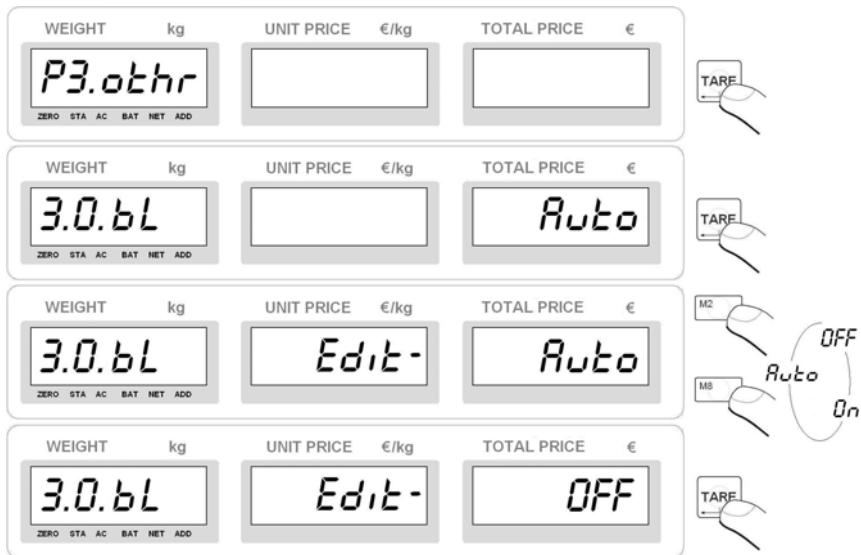 WEIGHT kg UNIT PRICE €/kg TOTAL PRICE €
P3.othr
TARE
ZERO STA AC BAT NET ADD
WEIGHT kg UNIT PRICE €/kg TOTAL PRICE €
3.0.bL Auto
TARE
ZERO STA AC BAT NET ADD
WEIGHT kg UNIT PRICE €/kg TOTAL PRICE €
M2
OFF
3.0.bL Edit- Auto
Auto
M8
On
ZERO STA AC BAT NET ADD
WEIGHT kg UNIT PRICE €/kg TOTAL PRICE €
3.0.bL Edit- OFF
TARE
ZERO STA AC BAT NET ADD